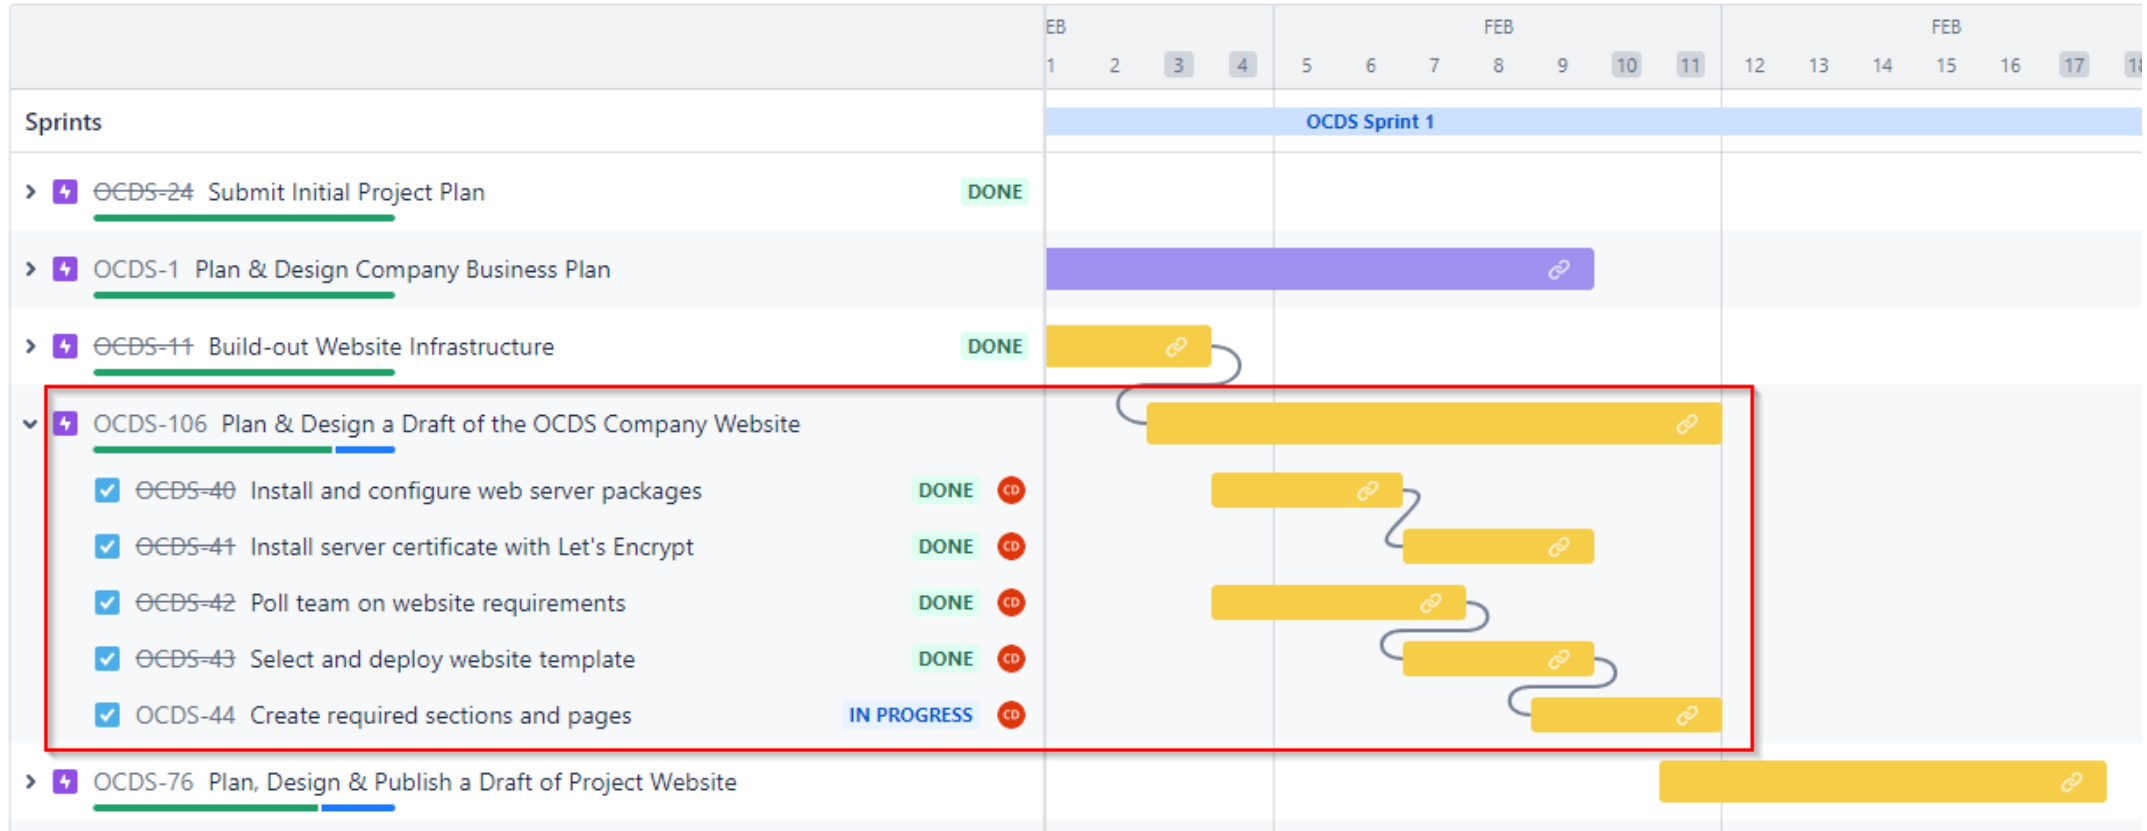 EB FEB FEB
1 2 3 4 5 6 7 8 9 10 11 12 13 14 15 16 17 18
Sprints OCDS Sprint 1
OCDS-24 Submit Initial Project Plan DONE
OCDS-1 Plan & Design Company Business Plan
OCDS-11 Build-out Website Infrastructure DONE
OCDS-106 Plan & Design a Draft of the OCDS Company Website
OCDS-40 Install and configure web server packages DONE CD
OCDS-41 Install server certificate with Let's Encrypt DONE CD
OCDS-42 Poll team on website requirements DONE CD
OCDS-43 Select and deploy website template DONE CD
OCDS-44 Create required sections and pages IN PROGRESS CD
OCDS-76 Plan, Design & Publish a Draft of Project Website